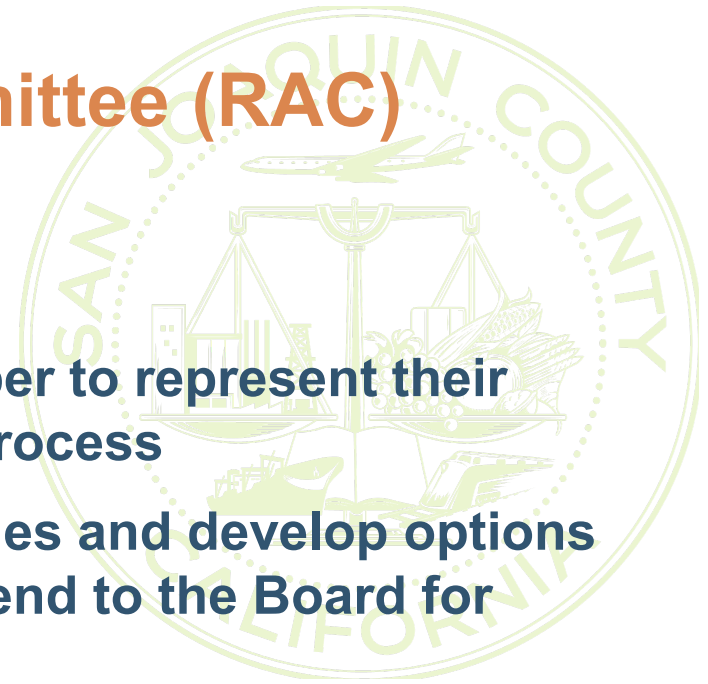 mittee (RAC)
SAN JOAQUIN COUNTY
per to represent their
rocess
es and develop options
end to the Board for
CALIFORNIA